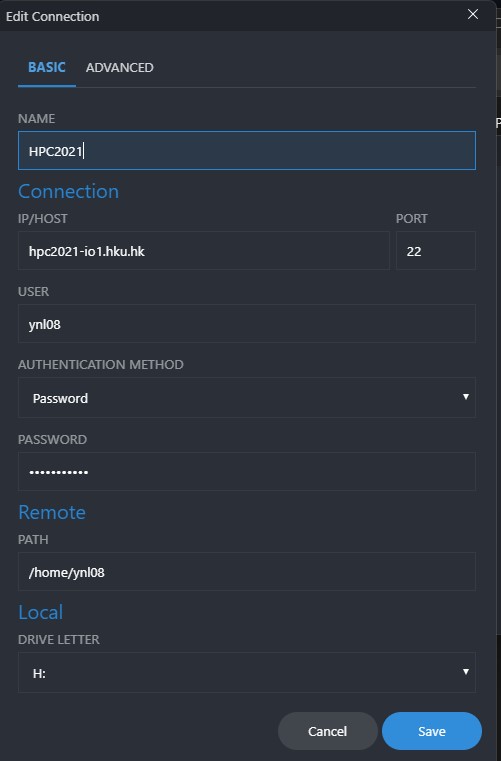 Edit Connection
BASIC ADVANCED
NAME
HPC2021
Connection
IP/HOST PORT
hpc2021-io1.hku.hk 22
USER
ynl08
AUTHENTICATION METHOD
Password
PASSWORD
•••••••••••
Remote
PATH
/home/ynl08
Local
DRIVE LETTER
H:
Cancel Save